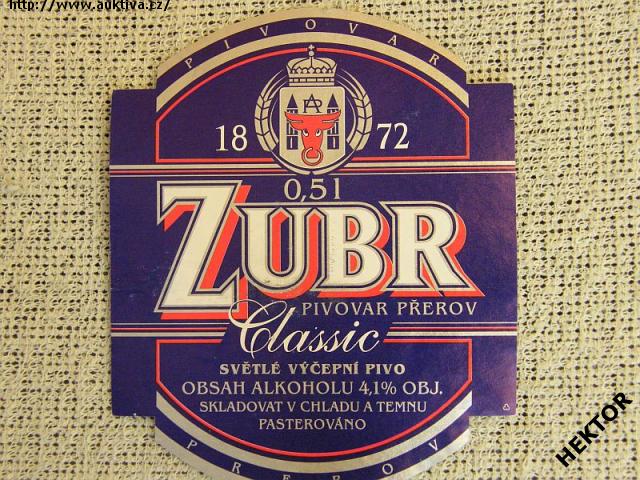 http://www.auktiva.cz/
PIVOVAR
18 72
0,5 l
ZUBR
PIVOVAR PŘEROV
Classic
SVĚTLÉ VÝČEPNÍ PIVO
OBSAH ALKOHOLU 4,1% OBJ.
SKLADOVAT V CHLADU A TEMNU
PASTEROVÁNO
PŘEROV
HEKTOR